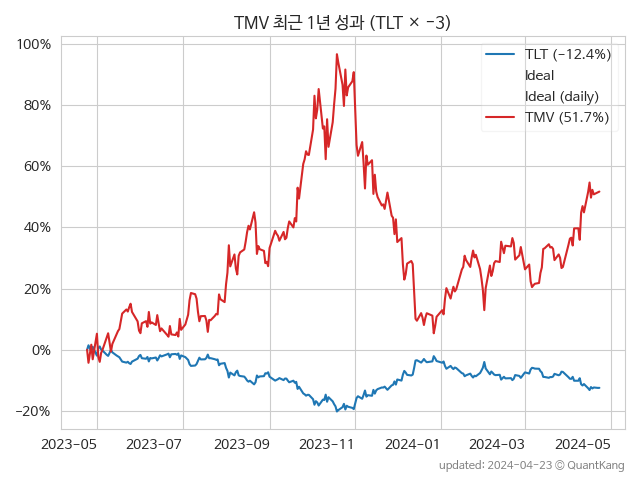 TMV 최근 1년 성과 (TLT × −3)
100%
80%
60%
40%
20%
0%
−20%
TLT (−12.4%)
Ideal
Ideal (daily)
TMV (51.7%)
2023−05
2023−07
2023−09
2023−11
2024−01
2024−03
2024−05
updated: 2024−04−23 © QuantKang